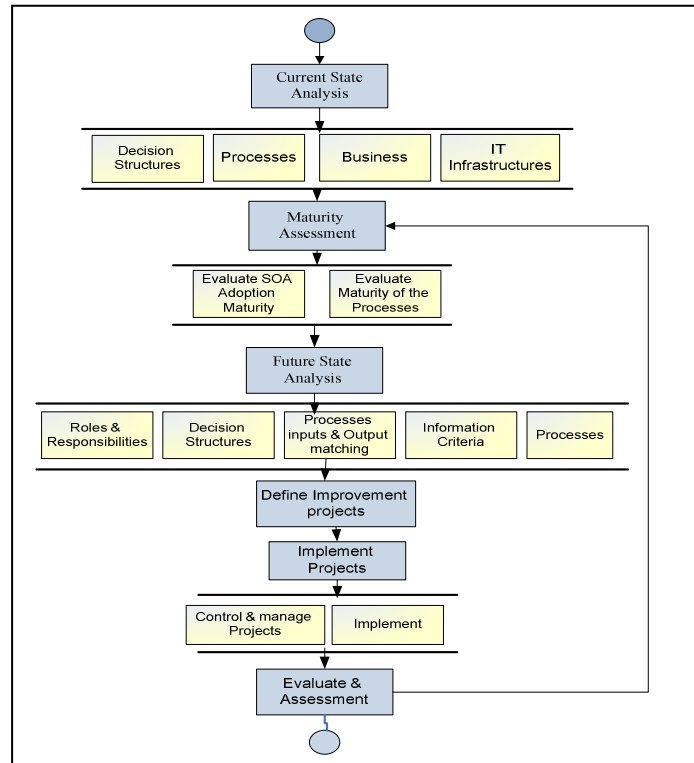 Current State
Analysis
Decision
Structures
Processes
Business
IT
Infrastructures
Maturity
Assessment
Evaluate SOA
Adoption
Maturity
Evaluate
Maturity of the
Processes
Future State
Analysis
Roles &
Responsibilities
Decision
Structures
Processes
inputs & Output
matching
Information
Criteria
Processes
Define Improvement
projects
Implement
Projects
Control & manage
Projects
Implement
Evaluate &
Assessment